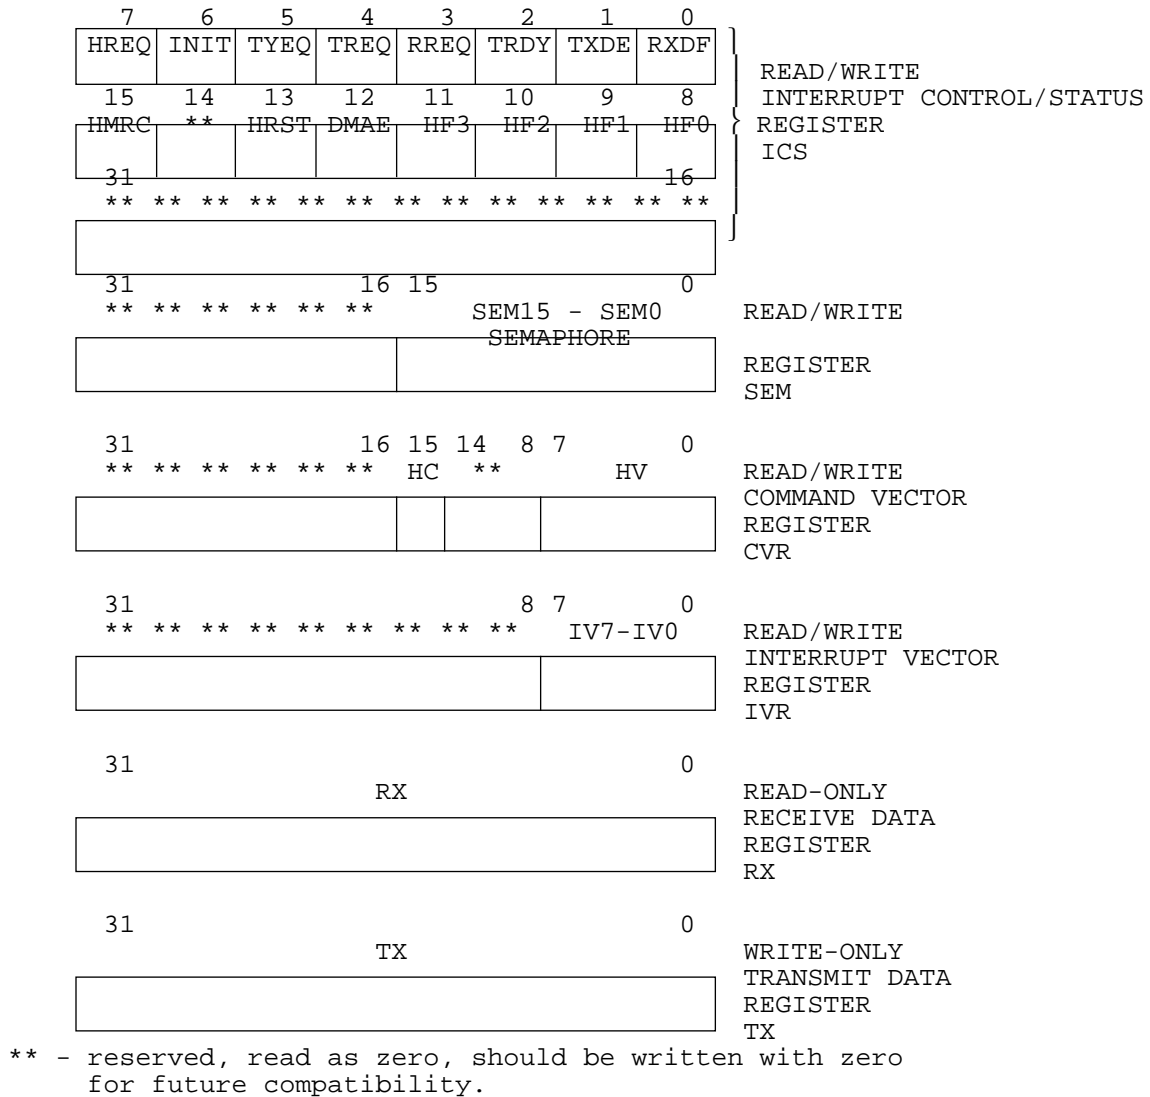 7 6 5 4 3 2 1 0
HREQ INIT TYEQ TREQ RREQ TRDY TXDE RXDF
READ/WRITE
15 14 13 12 11 10 9 8 INTERRUPT CONTROL/STATUS
HMRC ** HRST DMAE HF3 HF2 HF1 HF0 REGISTER
ICS
31 16
** ** ** ** ** ** ** ** ** ** ** ** **
31 16 15 0
** ** ** ** ** ** SEM15 - SEM0 READ/WRITE
SEMAPHORE
REGISTER
SEM
31 16 15 14 8 7 0
** ** ** ** ** ** HC ** HV READ/WRITE
COMMAND VECTOR
REGISTER
CVR
31 8 7 0
** ** ** ** ** ** ** ** ** IV7-IV0 READ/WRITE
INTERRUPT VECTOR
REGISTER
IVR
31 0
RX READ-ONLY
RECEIVE DATA
REGISTER
RX
31 0
TX WRITE-ONLY
TRANSMIT DATA
REGISTER
TX
** - reserved, read as zero, should be written with zero
for future compatibility.